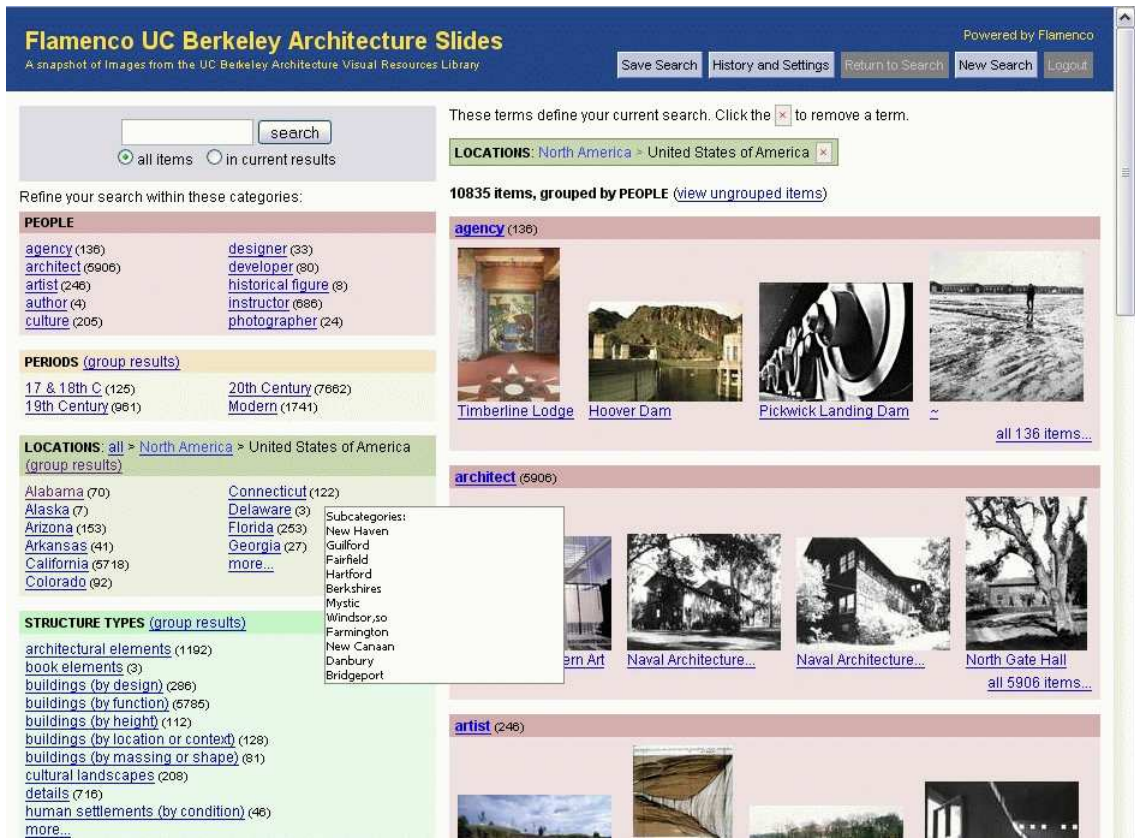 Flamenco UC Berkeley Architecture Slides
A snapshot of Images from the UC Berkeley Architecture Visual Resources Library
Powered by Flamenco
Save Search History and Settings Return to Search New Search Logout
search
all items in current results
Refine your search within these categories:
PEOPLE
agency (136) designer (33)
architect (5906) developer (80)
artist (246) historical figure (8)
author (4) instructor (686)
culture (205) photographer (24)
PERIODS (group results)
17 & 18th C (125) 20th Century (7662)
19th Century (961) Modern (1741)
LOCATIONS: all > North America > United States of America
(group results)
Alabama (70) Connecticut (122)
Alaska (7) Delaware (3)
Arizona (153) Florida (253)
Arkansas (41) Georgia (27)
California (5718) more...
Colorado (92)
Subcategories:
New Haven
Guilford
Fairfield
Hartford
Berkshires
Mystic
Windsor,so
Farmington
New Canaan
Danbury
Bridgeport
STRUCTURE TYPES (group results)
architectural elements (1192)
book elements (3)
buildings (by design) (286)
buildings (by function) (5785)
buildings (by height) (112)
buildings (by location or context) (128)
buildings (by massing or shape) (81)
cultural landscapes (208)
details (716)
human settlements (by condition) (46)
more...
These terms define your current search. Click the × to remove a term.
LOCATIONS: North America > United States of America ×
10835 items, grouped by PEOPLE (view ungrouped items)
agency (136)
Timberline Lodge Hoover Dam Pickwick Landing Dam ~
all 136 items...
architect (5906)
ern Art Naval Architecture... Naval Architecture... North Gate Hall
all 5906 items...
artist (246)